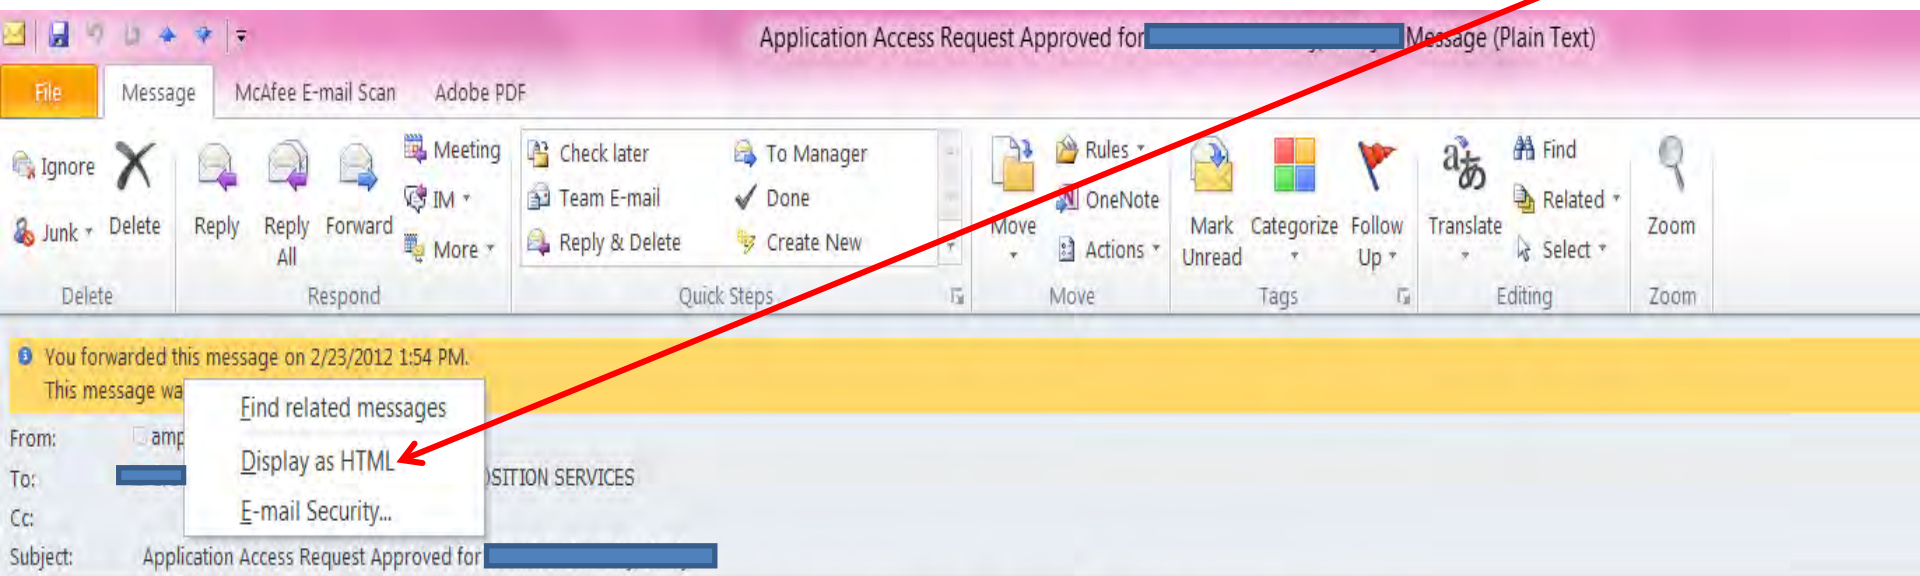 Application Access Request Approved for Message (Plain Text)
File Message McAfee E-mail Scan Adobe PDF
Ignore
Junk
Delete
Delete
Reply
Reply All
Forward
Meeting
IM
More
Respond
Check later
Team E-mail
Reply & Delete
To Manager
Done
Create New
Quick Steps
Move
Rules
OneNote
Actions
Move
Mark Unread
Categorize
Follow Up
Tags
Translate
Find
Related
Select
Editing
Zoom
Zoom
You forwarded this message on 2/23/2012 1:54 PM.
This message
Find related messages
Display as HTML
E-mail Security...
From:
To: SITION SERVICES
Cc:
Subject: Application Access Request Approved for